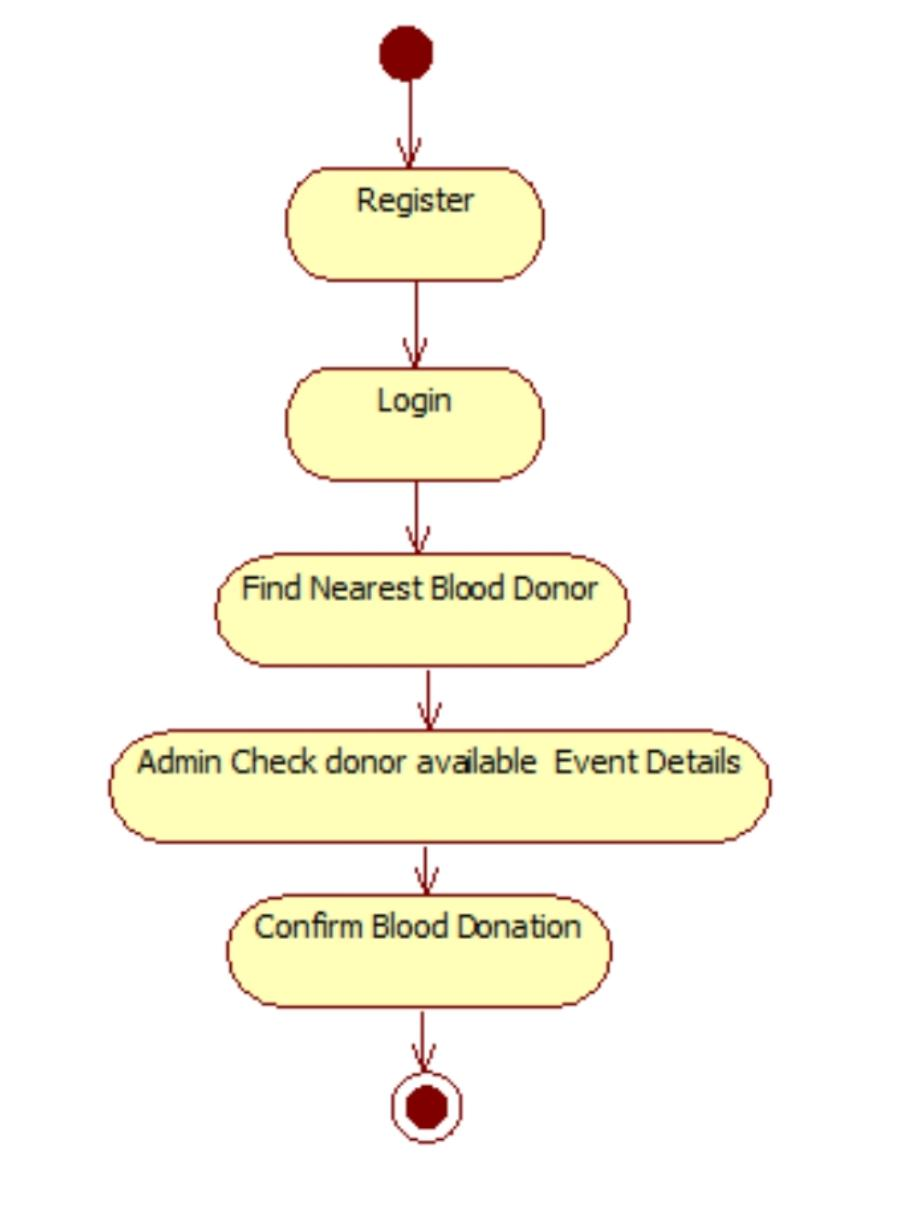 Register
Login
Find Nearest Blood Donor
Admin Check donor available  Event Details
Confirm Blood Donation